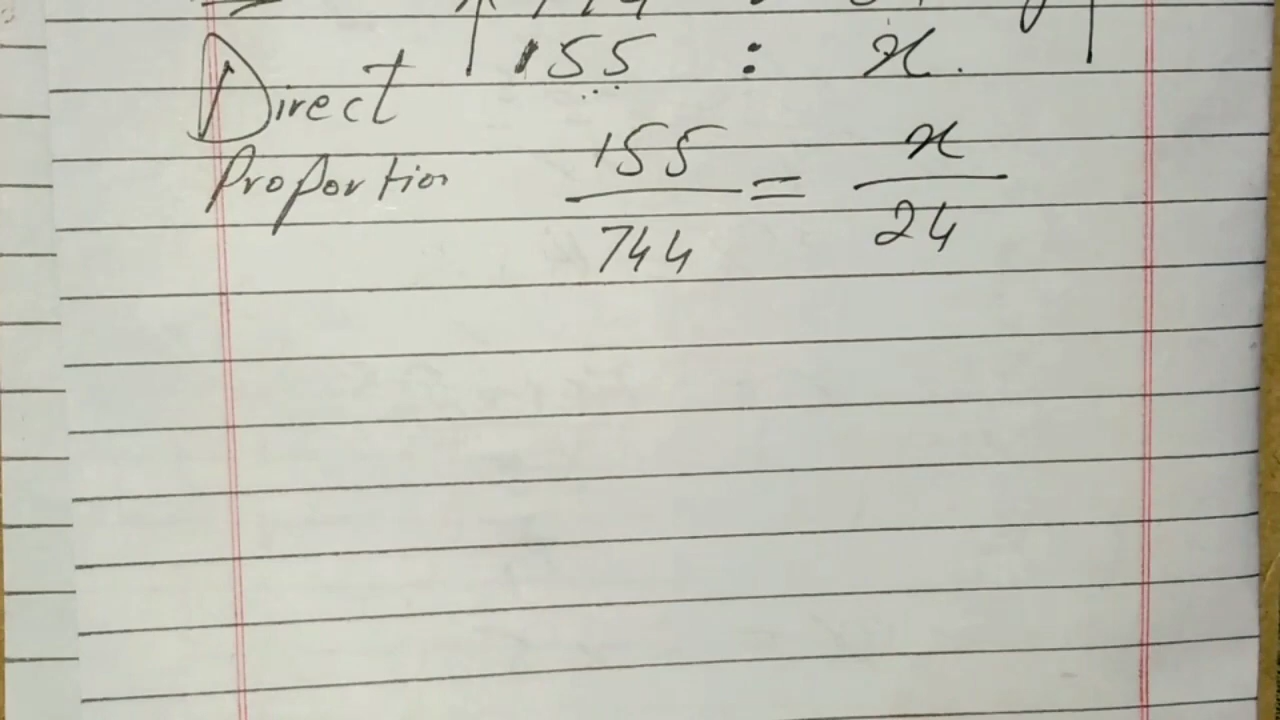 155 : x.
Direct
Proportion 155/744 = x/24